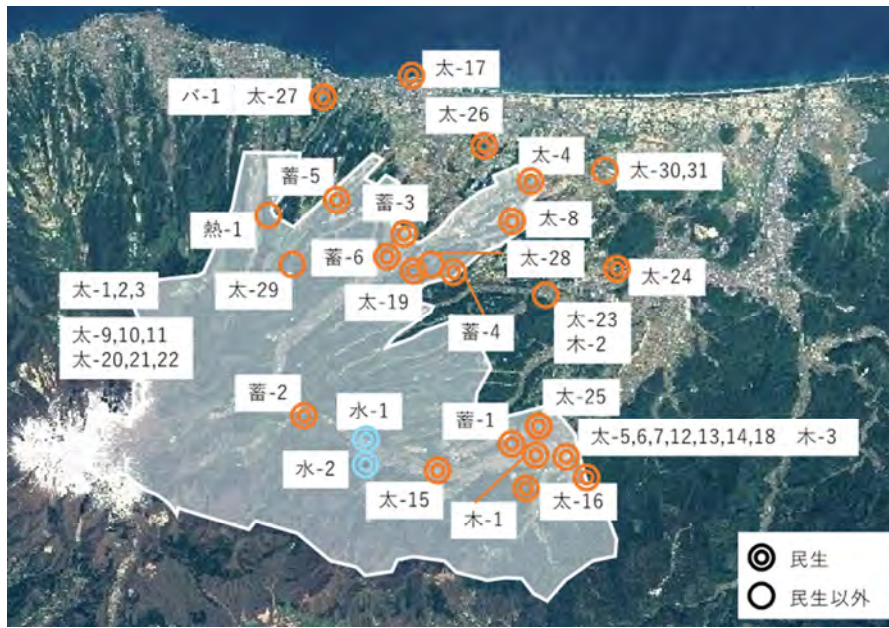 太-17
バ-1 太-27
太-26
太-4
太-30,31
蓄-5
蓄-3
太-8
熱-1
蓄-6
太-28
太-24
太-29
太-19
太-1,2,3
太-9,10,11
太-20,21,22
蓄-4
太-23
木-2
蓄-2
水-1
太-25
蓄-1
太-5,6,7,12,13,14,18 木-3
水-2
太-15
木-1
太-16
民生
民生以外